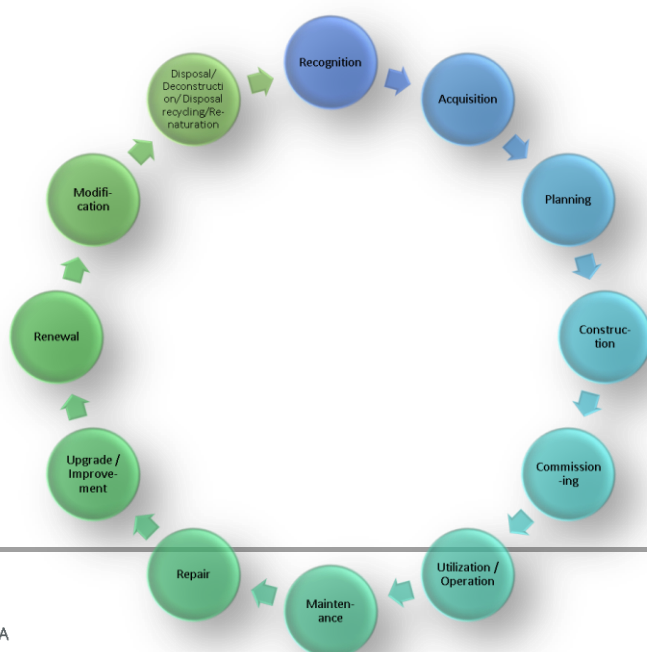 Recognition
Acquisition
Planning
Construc-
tion
Commission
-ing
Utilization /
Operation
Mainten-
ance
Repair
Upgrade /
Improve-
ment
Renewal
Modifi-
cation
Disposal/
Deconstructi
on/ Disposal
recycling/Re-
naturation
A